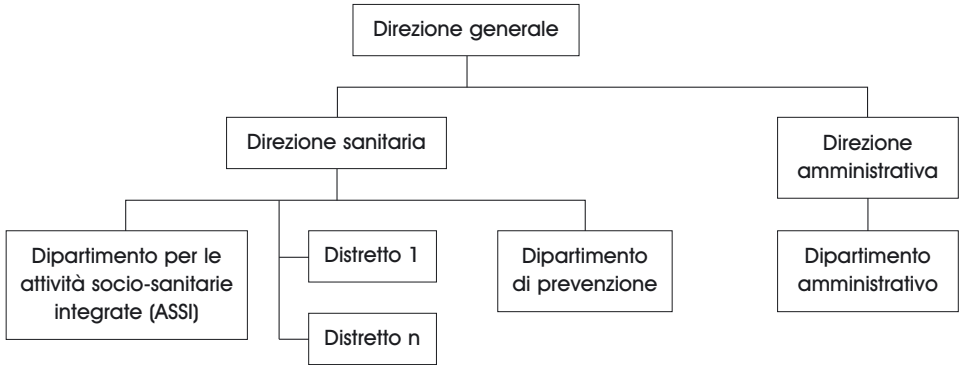 Direzione generale
Direzione sanitaria
Direzione
amministrativa
Dipartimento per le
attività socio-sanitarie
integrate (ASSI)
Distretto 1
Dipartimento
di prevenzione
Dipartimento
amministrativo
Distretto n